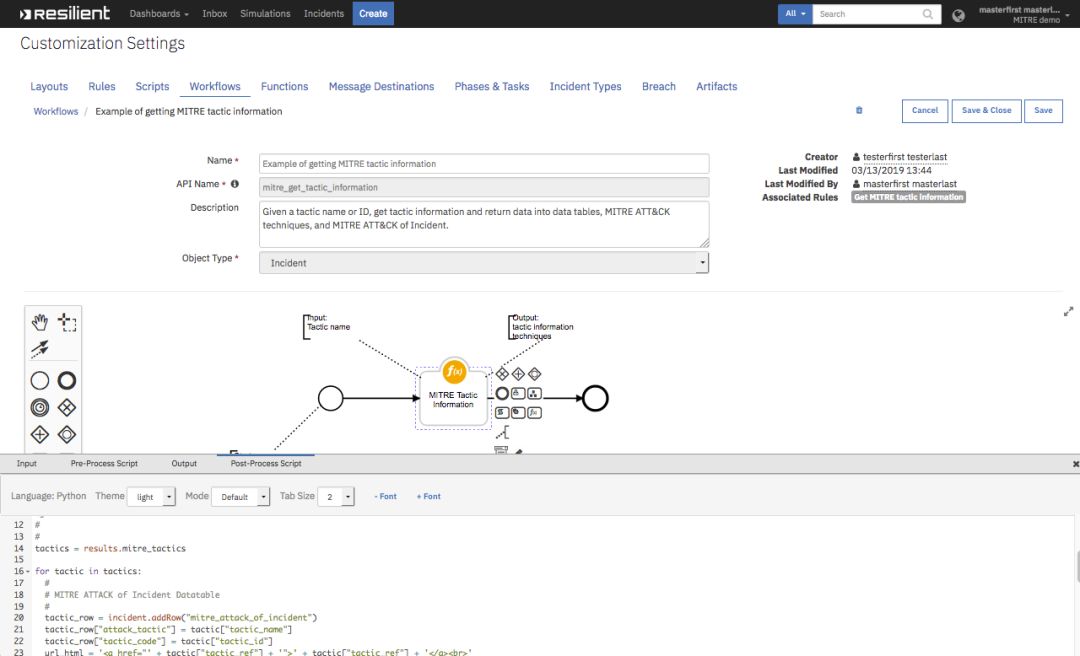 resilient Dashboards Inbox Simulations Incidents Create All Search masterfirst masterl...
MITRE demo
Customization Settings
Layouts Rules Scripts Workflows Functions Message Destinations Phases & Tasks Incident Types Breach Artifacts
Workflows / Example of getting MITRE tactic information Cancel Save & Close Save
Name * Example of getting MITRE tactic information
API Name * mitre_get_tactic_information
Description Given a tactic name or ID, get tactic information and return data into data tables, MITRE ATT&CK
techniques, and MITRE ATT&CK of Incident.
Object Type * Incident
Creator testerfirst testerlast
Last Modified 03/13/2019 13:44
Last Modified By masterfirst masterlast
Associated Rules Get MITRE tactic information
Input:
Tactic name
Output:
tactic information
techniques
f(x)
MITRE Tactic
Information
Input Pre-Process Script Output Post-Process Script
Language: Python Theme light Mode Default Tab Size 2 - Font + Font
12 #
13 #
14 tactics = results.mitre_tactics
15
16 for tactic in tactics:
17 #
18 # MITRE ATTACK of Incident Datatable
19 #
20 tactic_row = incident.addRow("mitre_attack_of_incident")
21 tactic_row["attack_tactic"] = tactic["tactic_name"]
22 tactic_row["tactic_code"] = tactic["tactic_id"]
23 url_html = '<a href="' + tactic["tactic_ref"] + '">' + tactic["tactic_ref"] + '</a><br>'